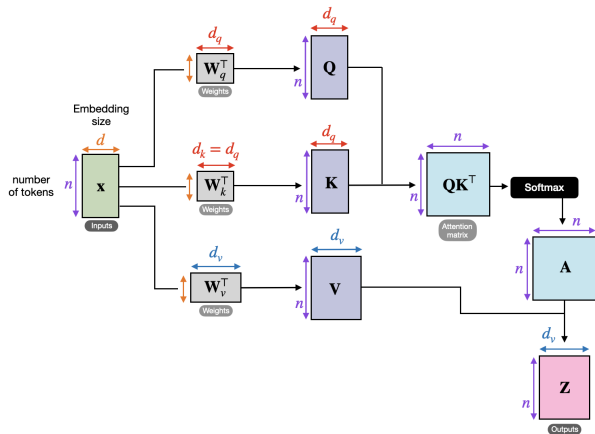 d_q
d_q
W_q^⊤
Q
n
Weights
Embedding
size
d
d_k = d_q
d_q
n
number
of tokens
n
x
W_k^⊤
n
K
n
QK^⊤
Softmax
Inputs
Weights
Attention
matrix
n
d_v
d_v
W_v^⊤
n
V
n
A
Weights
d_v
n
Z
Outputs